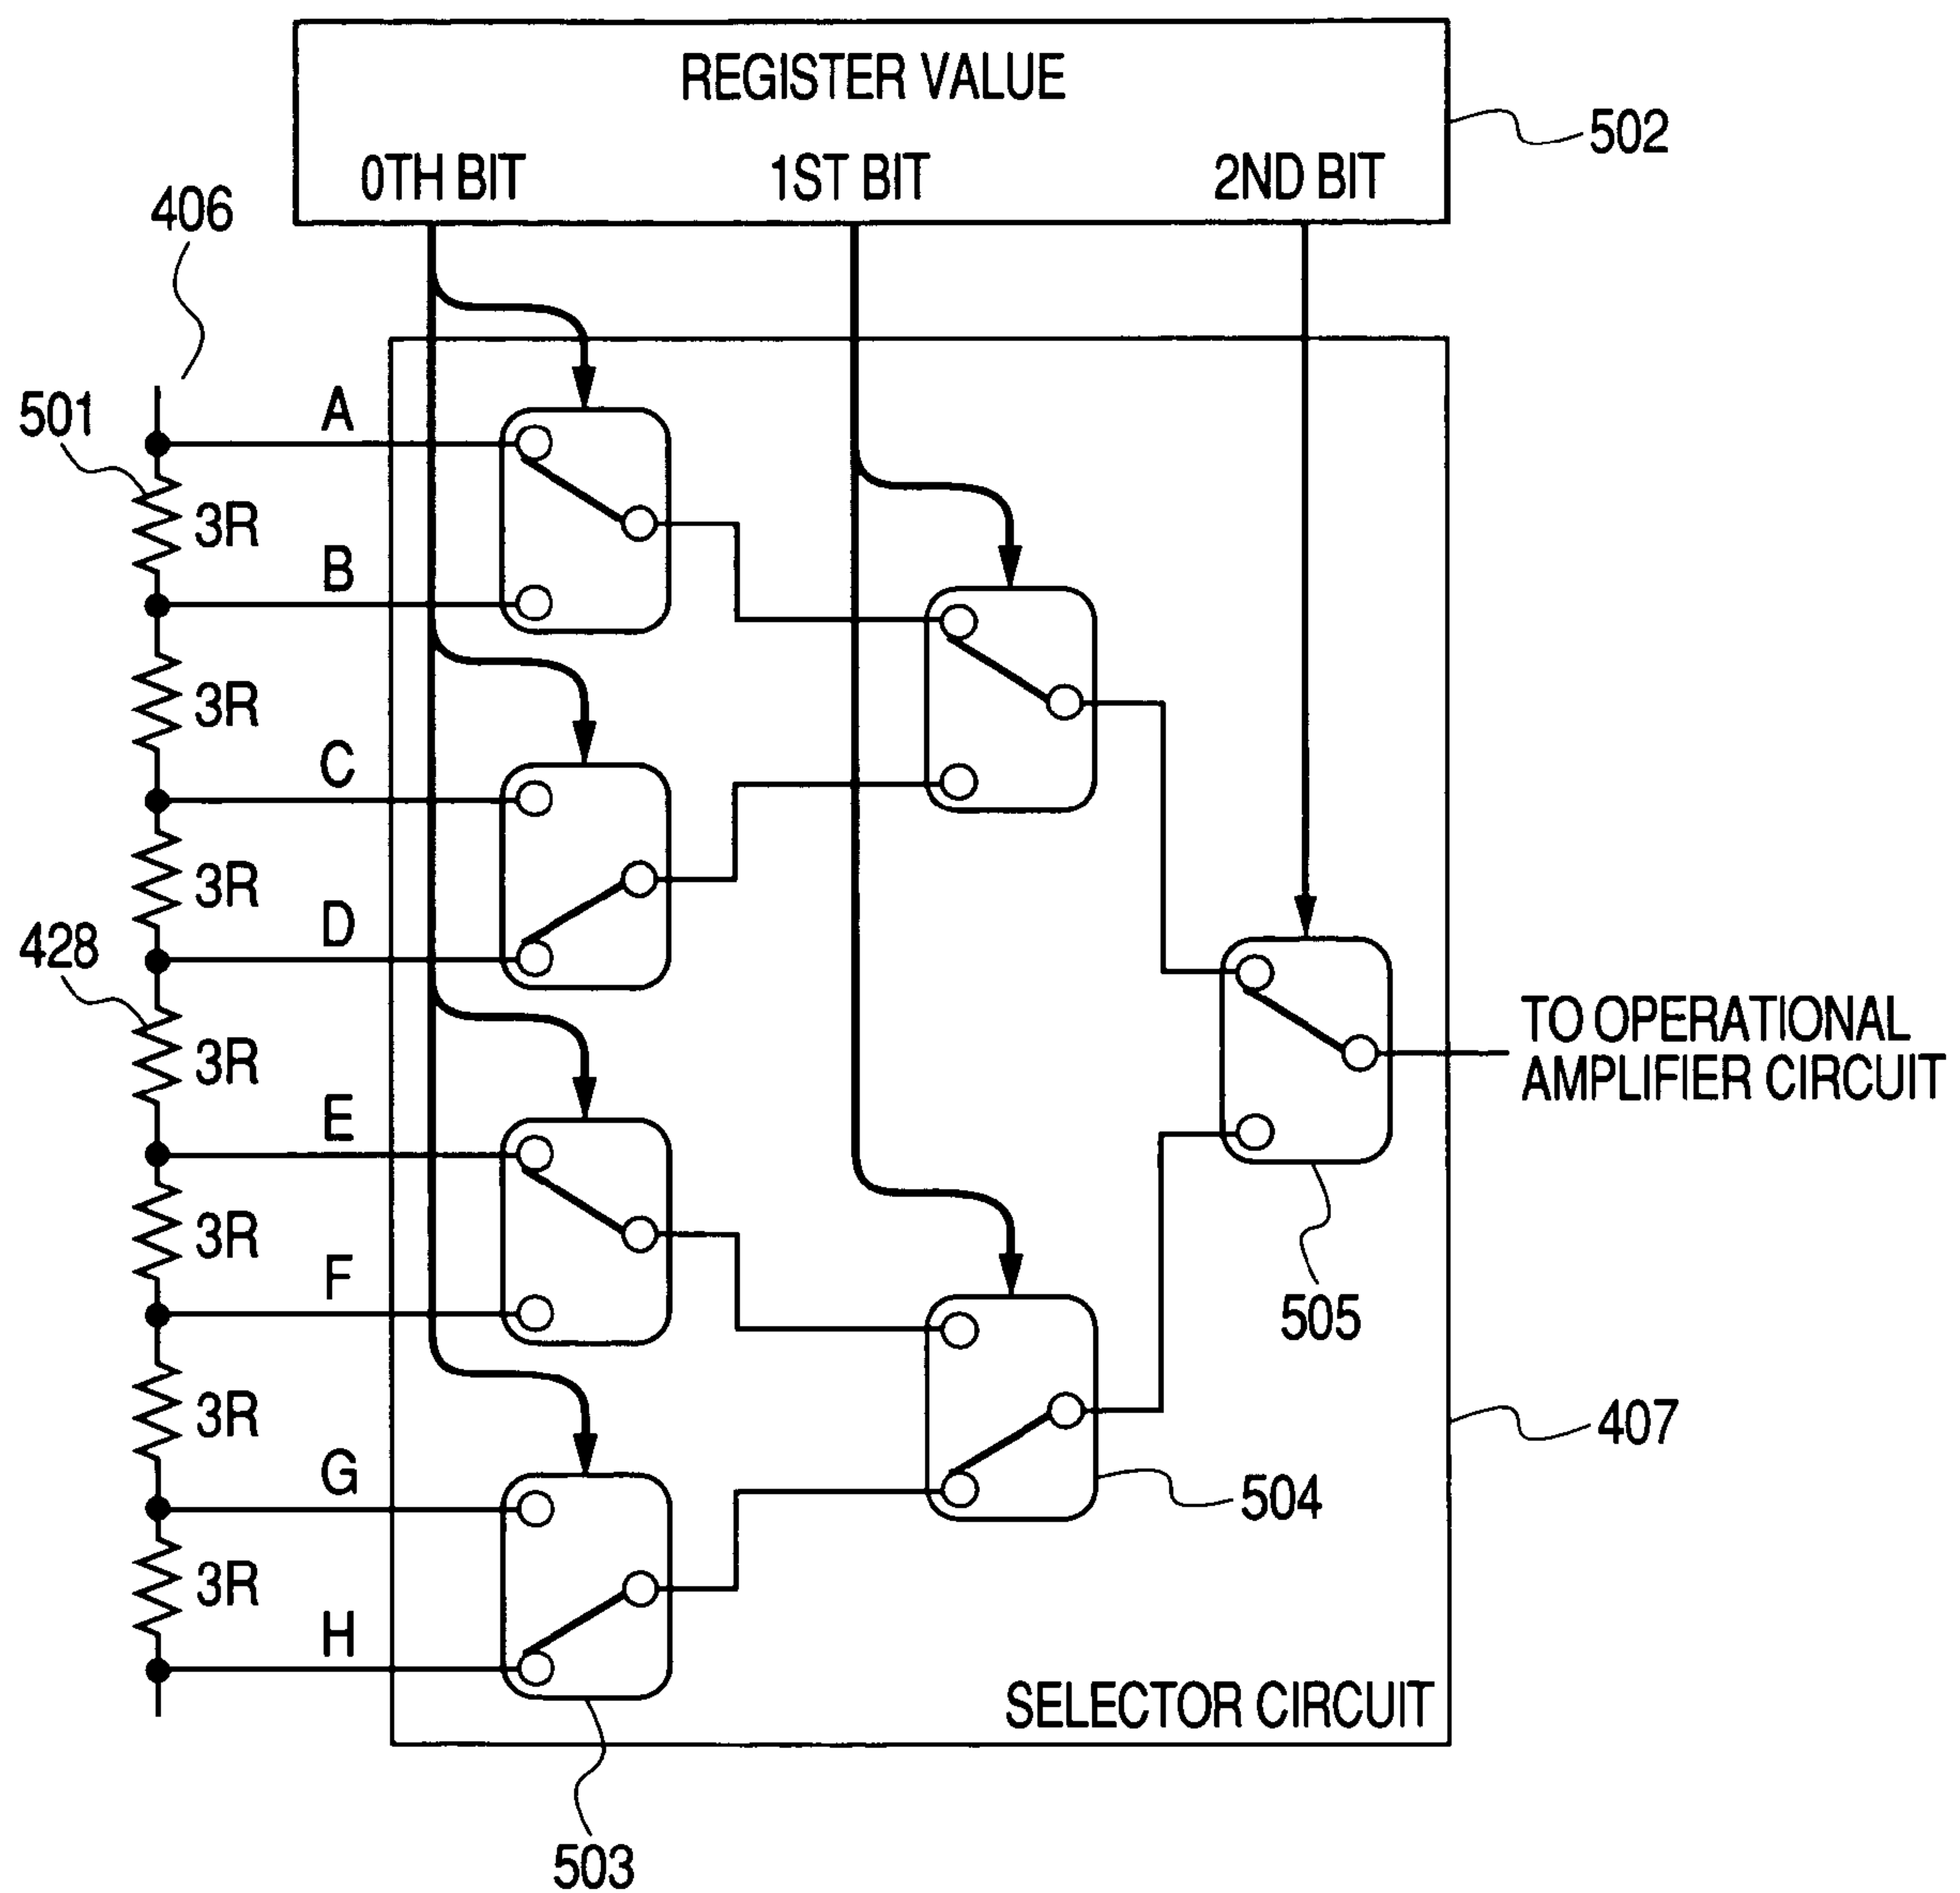 REGISTER VALUE
0TH BIT 1ST BIT 2ND BIT
502
406
501
A
3R
B
3R
C
3R
D
428
3R
E
3R
F
3R
G
3R
H
TO OPERATIONAL
AMPLIFIER CIRCUIT
505
407
504
SELECTOR CIRCUIT
503